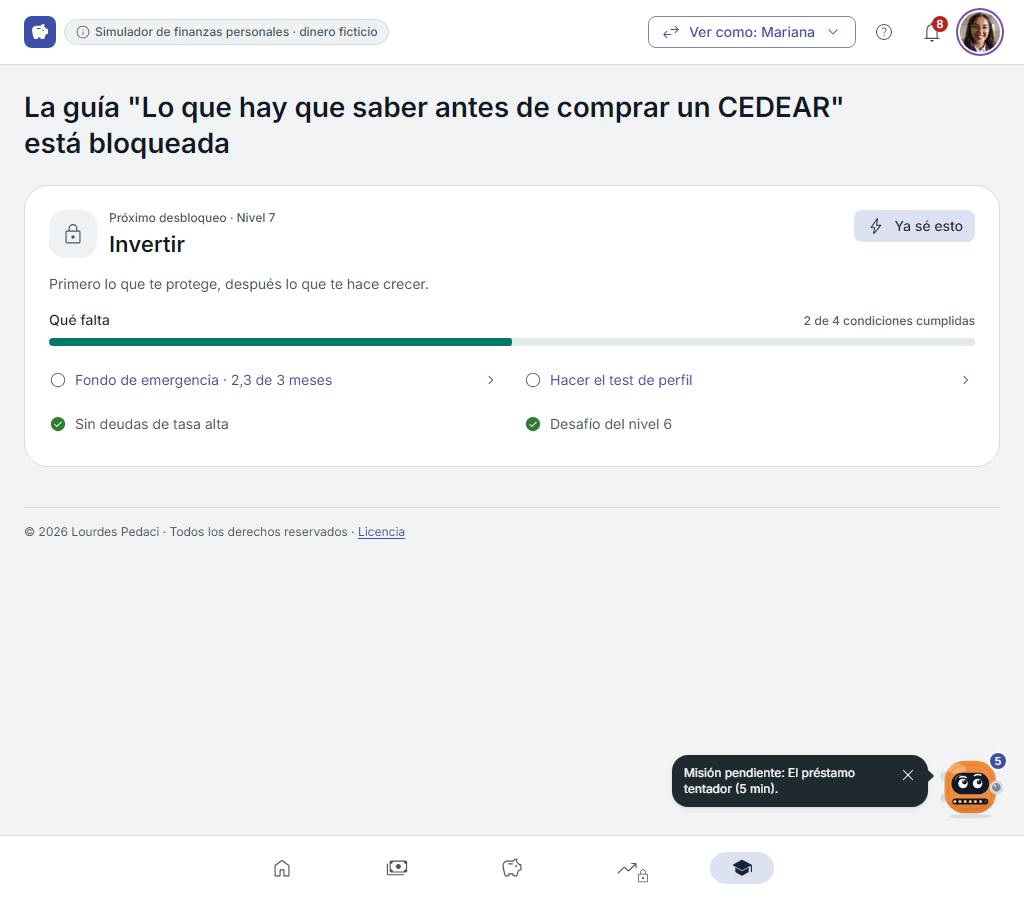 Simulador de finanzas personales · dinero ficticio
Ver como: Mariana
8
La guía "Lo que hay que saber antes de comprar un CEDEAR"
está bloqueada
Próximo desbloqueo · Nivel 7
Invertir
Ya sé esto
Primero lo que te protege, después lo que te hace crecer.
Qué falta
2 de 4 condiciones cumplidas
Fondo de emergencia · 2,3 de 3 meses
Hacer el test de perfil
Sin deudas de tasa alta
Desafío del nivel 6
© 2026 Lourdes Pedaci · Todos los derechos reservados · Licencia
Misión pendiente: El préstamo
tentador (5 min).
5